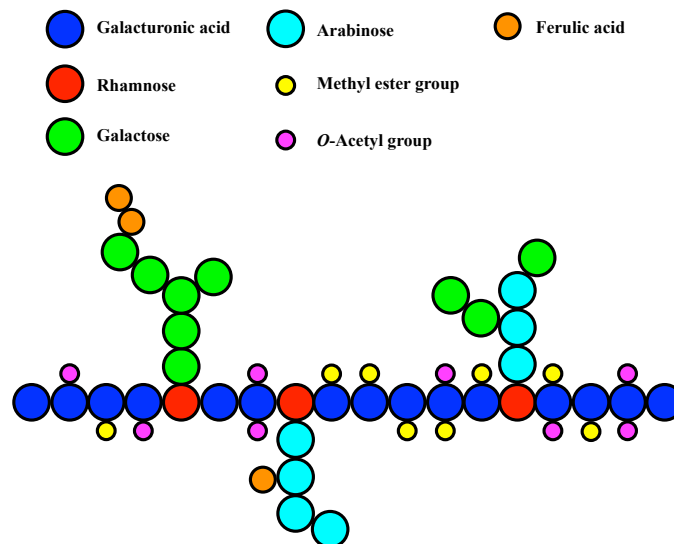 Galacturonic acid
Arabinose
Ferulic acid
Rhamnose
Methyl ester group
Galactose
O-Acetyl group